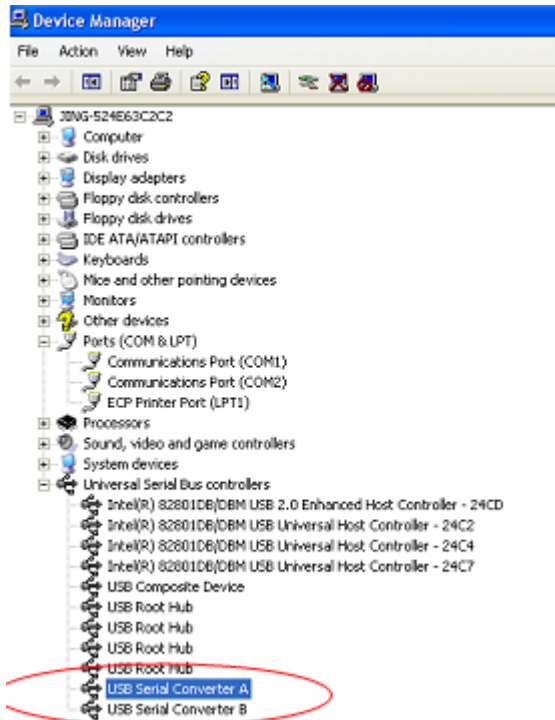 Device Manager
File Action View Help
JING-524E63C2C2
Computer
Disk drives
Display adapters
Floppy disk controllers
Floppy disk drives
IDE ATA/ATAPI controllers
Keyboards
Mice and other pointing devices
Monitors
Other devices
Ports (COM & LPT)
Communications Port (COM1)
Communications Port (COM2)
ECP Printer Port (LPT1)
Processors
Sound, video and game controllers
System devices
Universal Serial Bus controllers
Intel(R) 82801DB/DBM USB 2.0 Enhanced Host Controller - 24CD
Intel(R) 82801DB/DBM USB Universal Host Controller - 24C2
Intel(R) 82801DB/DBM USB Universal Host Controller - 24C4
Intel(R) 82801DB/DBM USB Universal Host Controller - 24C7
USB Composite Device
USB Root Hub
USB Root Hub
USB Root Hub
USB Root Hub
USB Serial Converter A
USB Serial Converter B